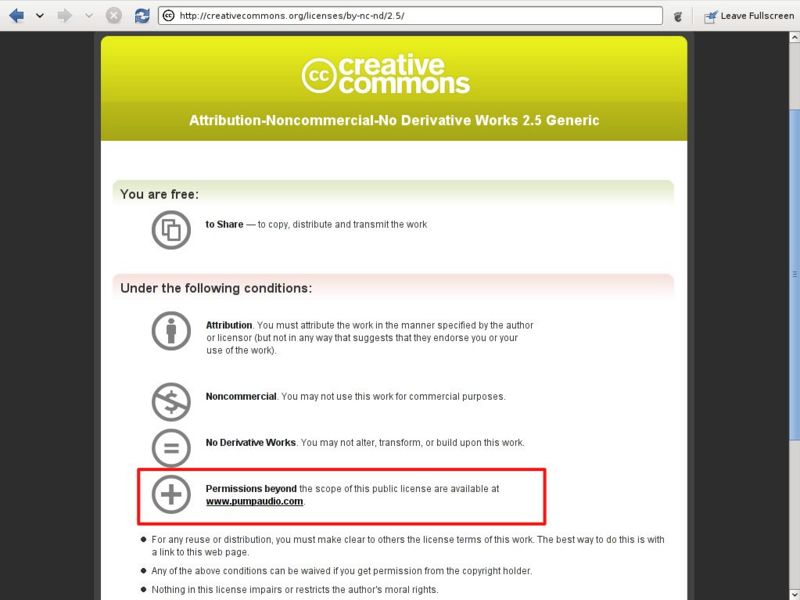 http://creativecommons.org/licenses/by-nc-nd/2.5/
Leave Fullscreen
cc creative
commons
Attribution-Noncommercial-No Derivative Works 2.5 Generic
You are free:
to Share — to copy, distribute and transmit the work
Under the following conditions:
Attribution. You must attribute the work in the manner specified by the author
or licensor (but not in any way that suggests that they endorse you or your
use of the work).
Noncommercial. You may not use this work for commercial purposes.
No Derivative Works. You may not alter, transform, or build upon this work.
Permissions beyond the scope of this public license are available at
www.pumpaudio.com.
For any reuse or distribution, you must make clear to others the license terms of this work. The best way to do this is with
a link to this web page.
Any of the above conditions can be waived if you get permission from the copyright holder.
Nothing in this license impairs or restricts the author's moral rights.